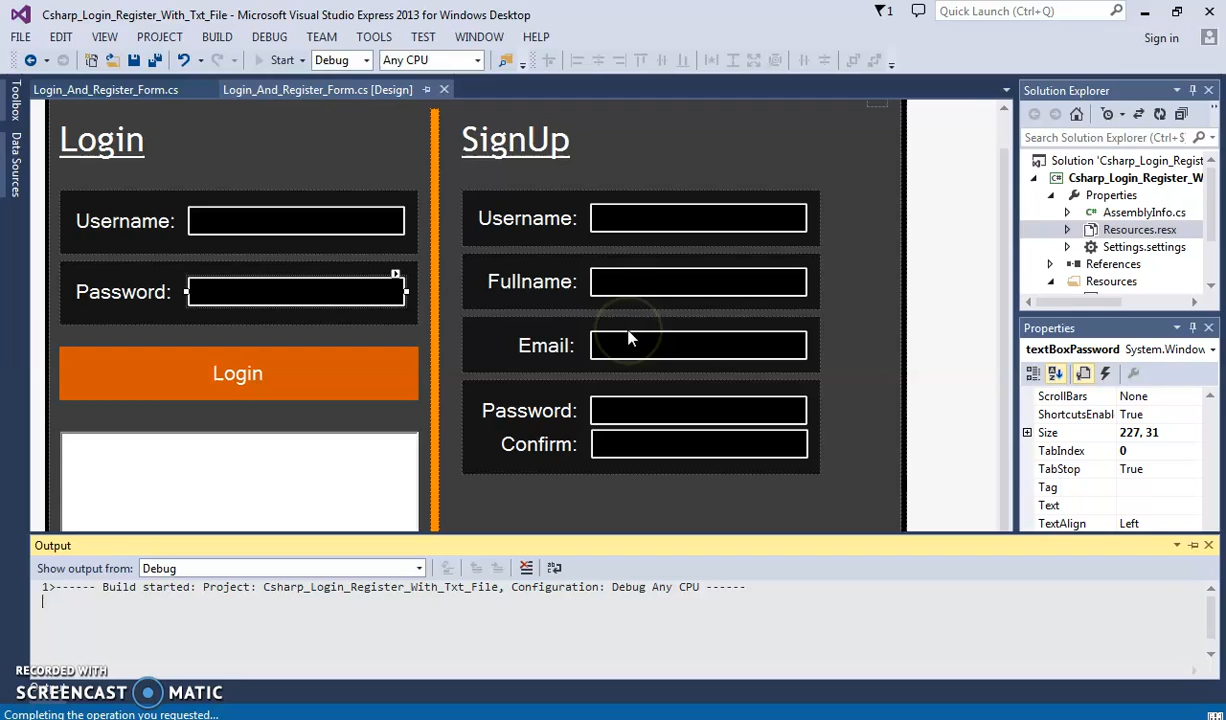 Csharp_Login_Register_With_Txt_File - Microsoft Visual Studio Express 2013 for Windows Desktop
1
Quick Launch (Ctrl+Q)
FILE EDIT VIEW PROJECT BUILD DEBUG TEAM TOOLS TEST WINDOW HELP
Sign in
Start Debug Any CPU
Toolbox
Data Sources
Login_And_Register_Form.cs
Login_And_Register_Form.cs [Design]
Login
Username:
Password:
Login
SignUp
Username:
Fullname:
Email:
Password:
Confirm:
Solution Explorer
Search Solution Explorer (Ctrl+$
Solution 'Csharp_Login_Regist
Csharp_Login_Register_W
Properties
AssemblyInfo.cs
Resources.resx
Settings.settings
References
Resources
Properties
textBoxPassword System.Window
ScrollBars None
ShortcutsEnabl True
Size 227, 31
TabIndex 0
TabStop True
Tag
Text
TextAlign Left
Output
Show output from: Debug
1>------ Build started: Project: Csharp_Login_Register_With_Txt_File, Configuration: Debug Any CPU ------
RECORDED WITH
SCREENCAST MATIC
Completing the operation you requested...